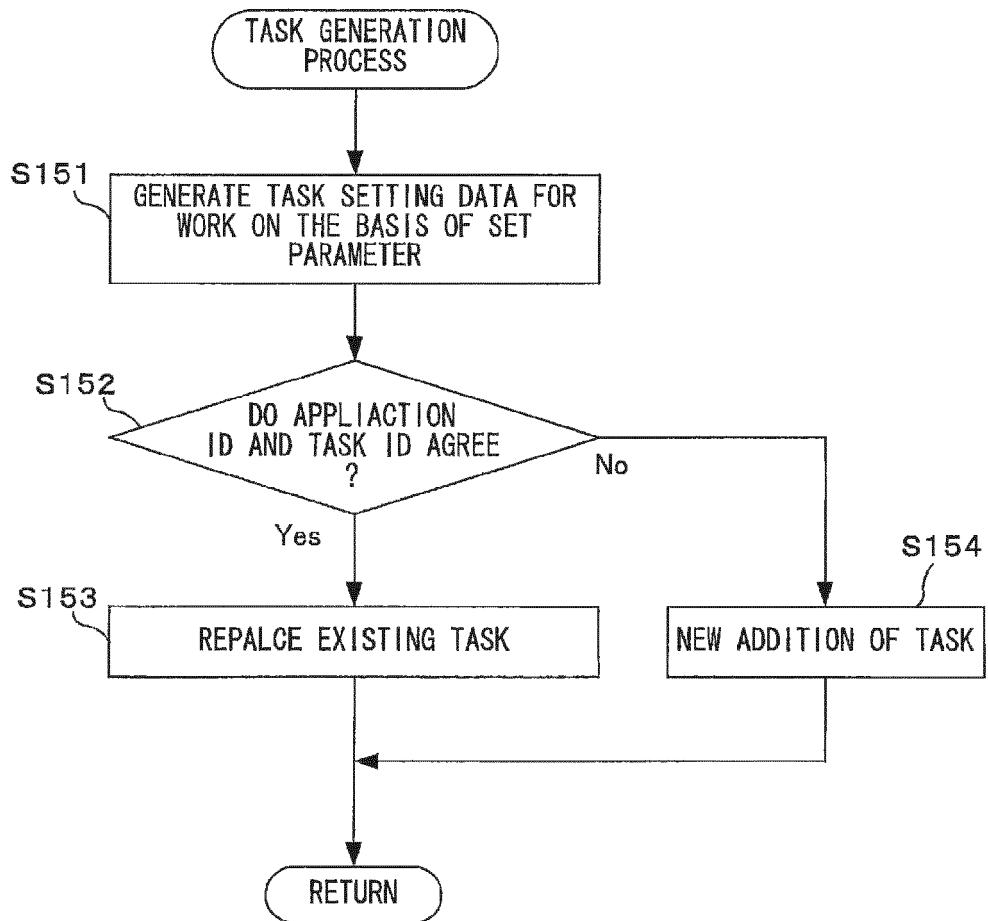 TASK GENERATION
PROCESS
S151
GENERATE TASK SETTING DATA FOR
WORK ON THE BASIS OF SET
PARAMETER
S152
DO APPLIACTION
ID AND TASK ID AGREE
?
No
Yes
S153
REPALCE EXISTING TASK
S154
NEW ADDITION OF TASK
RETURN